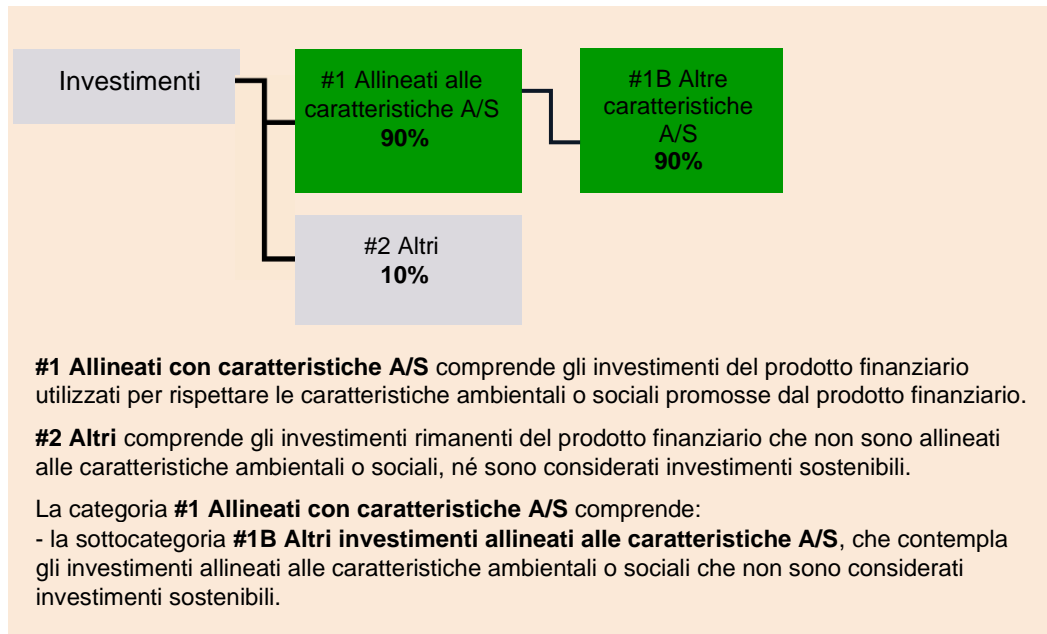 Investimenti
#1 Allineati alle
caratteristiche A/S
90%
#1B Altre
caratteristiche
A/S
90%
#2 Altri
10%
#1 Allineati con caratteristiche A/S comprende gli investimenti del prodotto finanziario
utilizzati per rispettare le caratteristiche ambientali o sociali promosse dal prodotto finanziario.
#2 Altri comprende gli investimenti rimanenti del prodotto finanziario che non sono allineati
alle caratteristiche ambientali o sociali, né sono considerati investimenti sostenibili.
La categoria #1 Allineati con caratteristiche A/S comprende:
- la sottocategoria #1B Altri investimenti allineati alle caratteristiche A/S, che contempla
gli investimenti allineati alle caratteristiche ambientali o sociali che non sono considerati
investimenti sostenibili.